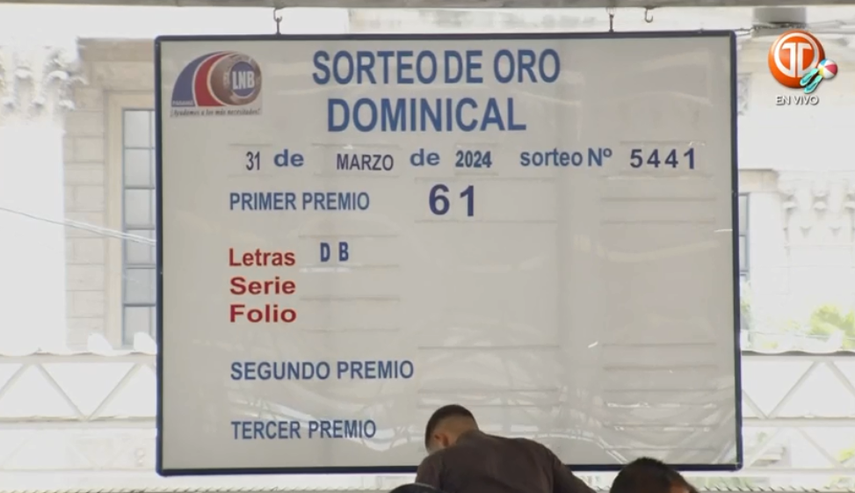 EN VIVO
LNB
PANAMÁ
SORTEO DE ORO
DOMINICAL
31 de MARZO de 2024 sorteo Nº 5441
PRIMER PREMIO 61
Letras D B
Serie
Folio
SEGUNDO PREMIO
TERCER PREMIO